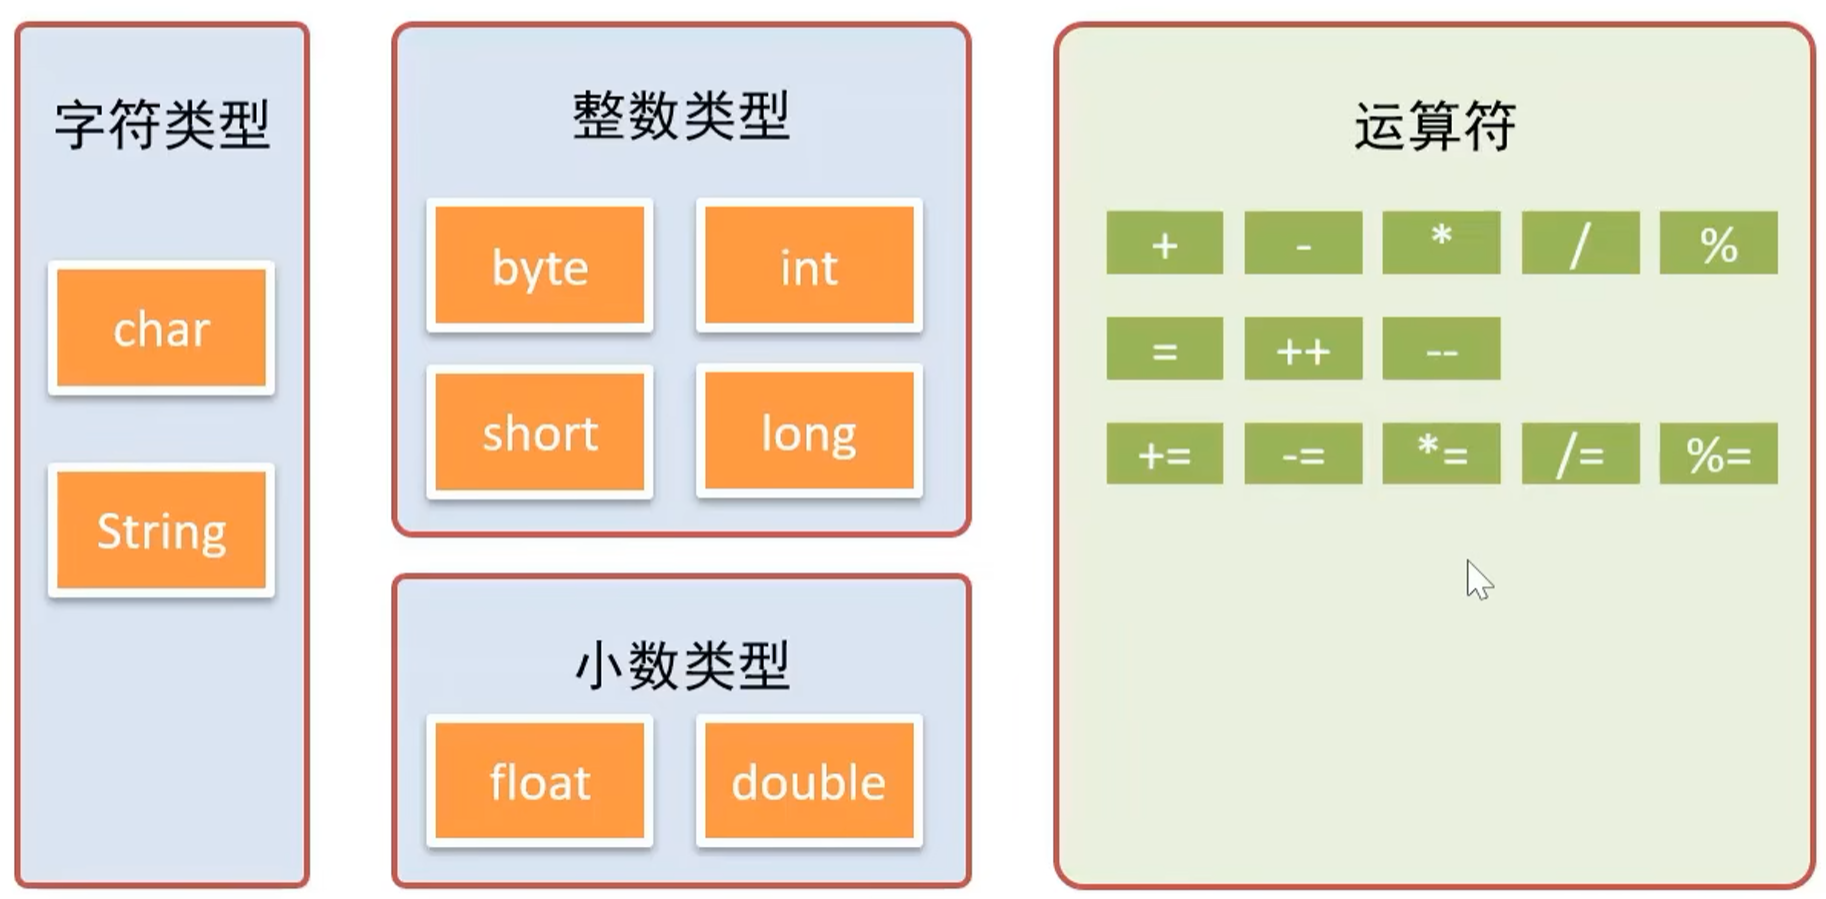 字符类型
char
String
整数类型
byte int
short long
小数类型
float double
运算符
+ - * / %
= ++ --
+= -= *= /= %=